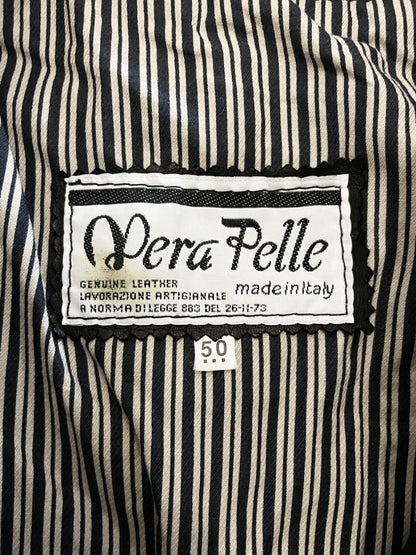 Vera Pelle
GENUINE LEATHER
made in Italy
LAVORAZIONE ARTIGIANALE
A NORMA DI LEGGE 883 DEL 26-11-73
50